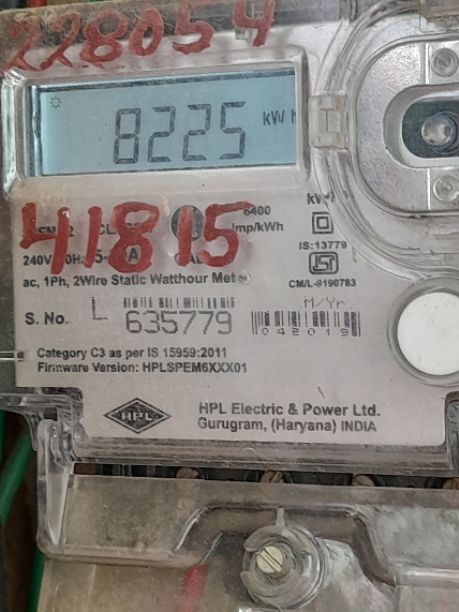 228054
8225 kWh
41815
6400
imp/kWh
IS:13779
240V
ac, 1Ph, 2Wire Static Watthour Meter
CM/L-9190783
M/Yr.
S. No. L 635779
042019
Category C3 as per IS 15959:2011
Firmware Version: HPLSPEM6XXX01
HPL
HPL Electric & Power Ltd.
Gurugram, (Haryana) INDIA